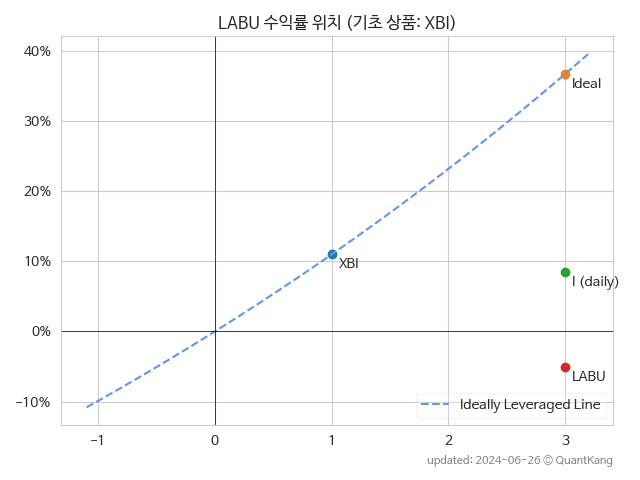 LABU 수익률 위치 (기초 상품: XBI)
40%
30%
20%
10%
0%
−10%
Ideal
XBI
I (daily)
LABU
Ideally Leveraged Line
−1
0
1
2
3
updated: 2024-06-26 © QuantKang